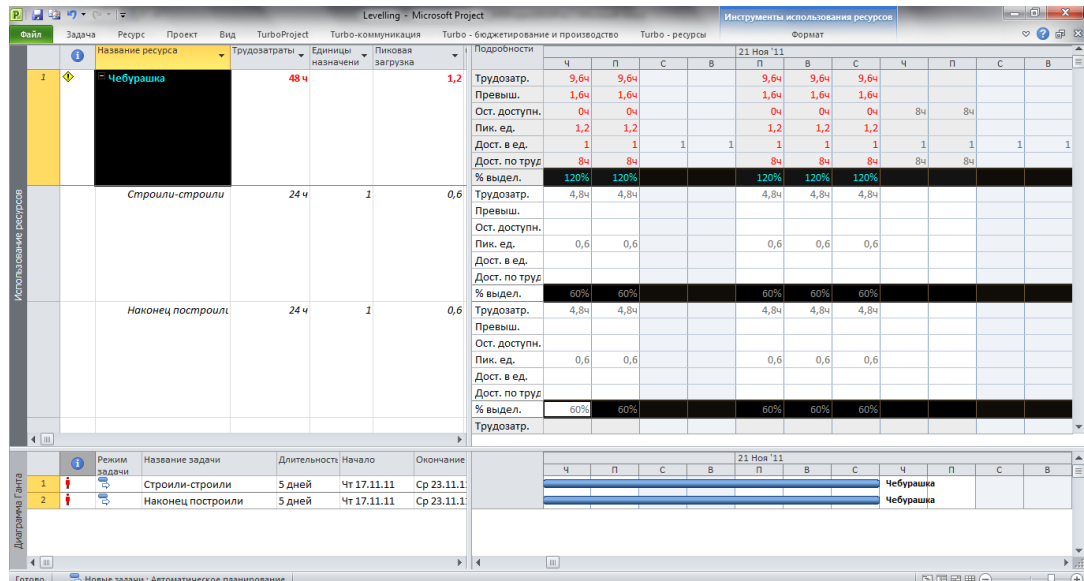 Levelling - Microsoft Project
Инструменты использования ресурсов
Файл Задача Ресурс Проект Вид TurboProject Turbo-коммуникация Turbo - бюджетирование и производство Turbo - ресурсы Формат
Название ресурса Трудозатраты Единицы назначени Пиковая загрузка Подробности 21 Ноя '11
Ч П С В П В С Ч П С В
1 Чебурашка 48 ч 1,2 Трудозатр. 9,6ч 9,6ч 9,6ч 9,6ч 9,6ч
Превыш. 1,6ч 1,6ч 1,6ч 1,6ч 1,6ч
Ост. доступн. 0ч 0ч 0ч 0ч 0ч 8ч 8ч
Пик. ед. 1,2 1,2 1,2 1,2 1,2
Дост. в ед. 1 1 1 1 1 1 1 1 1 1 1
Дост. по труд 8ч 8ч 8ч 8ч 8ч 8ч 8ч
% выдел. 120% 120% 120% 120% 120%
Строили-строили 24 ч 1 0,6 Трудозатр. 4,8ч 4,8ч 4,8ч 4,8ч 4,8ч
Превыш.
Ост. доступн.
Пик. ед. 0,6 0,6 0,6 0,6 0,6
Дост. в ед.
Дост. по труд
% выдел. 60% 60% 60% 60% 60%
Наконец построили 24 ч 1 0,6 Трудозатр. 4,8ч 4,8ч 4,8ч 4,8ч 4,8ч
Превыш.
Ост. доступн.
Пик. ед. 0,6 0,6 0,6 0,6 0,6
Дост. в ед.
Дост. по труд
% выдел. 60% 60% 60% 60% 60%
Трудозатр.
Использование ресурсов
Режим задачи Название задачи Длительность Начало Окончание 21 Ноя '11
Ч П С В П В С Ч П С В
1 Строили-строили 5 дней Чт 17.11.11 Ср 23.11.1 Чебурашка
2 Наконец построили 5 дней Чт 17.11.11 Ср 23.11.1 Чебурашка
Диаграмма Ганта
Готово Новые задачи : Автоматическое планирование